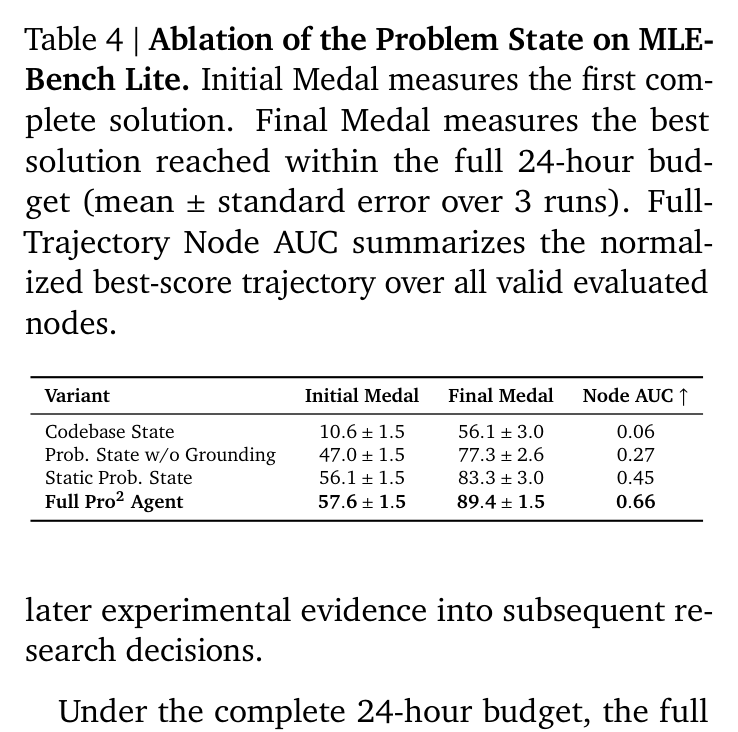 Table 4 | Ablation of the Problem State on MLE-
Bench Lite. Initial Medal measures the first com-
plete solution. Final Medal measures the best
solution reached within the full 24-hour bud-
get (mean ± standard error over 3 runs). Full-
Trajectory Node AUC summarizes the normal-
ized best-score trajectory over all valid evaluated
nodes.
Variant Initial Medal Final Medal Node AUC ↑
Codebase State 10.6 ± 1.5 56.1 ± 3.0 0.06
Prob. State w/o Grounding 47.0 ± 1.5 77.3 ± 2.6 0.27
Static Prob. State 56.1 ± 1.5 83.3 ± 3.0 0.45
Full Pro² Agent 57.6 ± 1.5 89.4 ± 1.5 0.66
later experimental evidence into subsequent re-
search decisions.
Under the complete 24-hour budget, the full